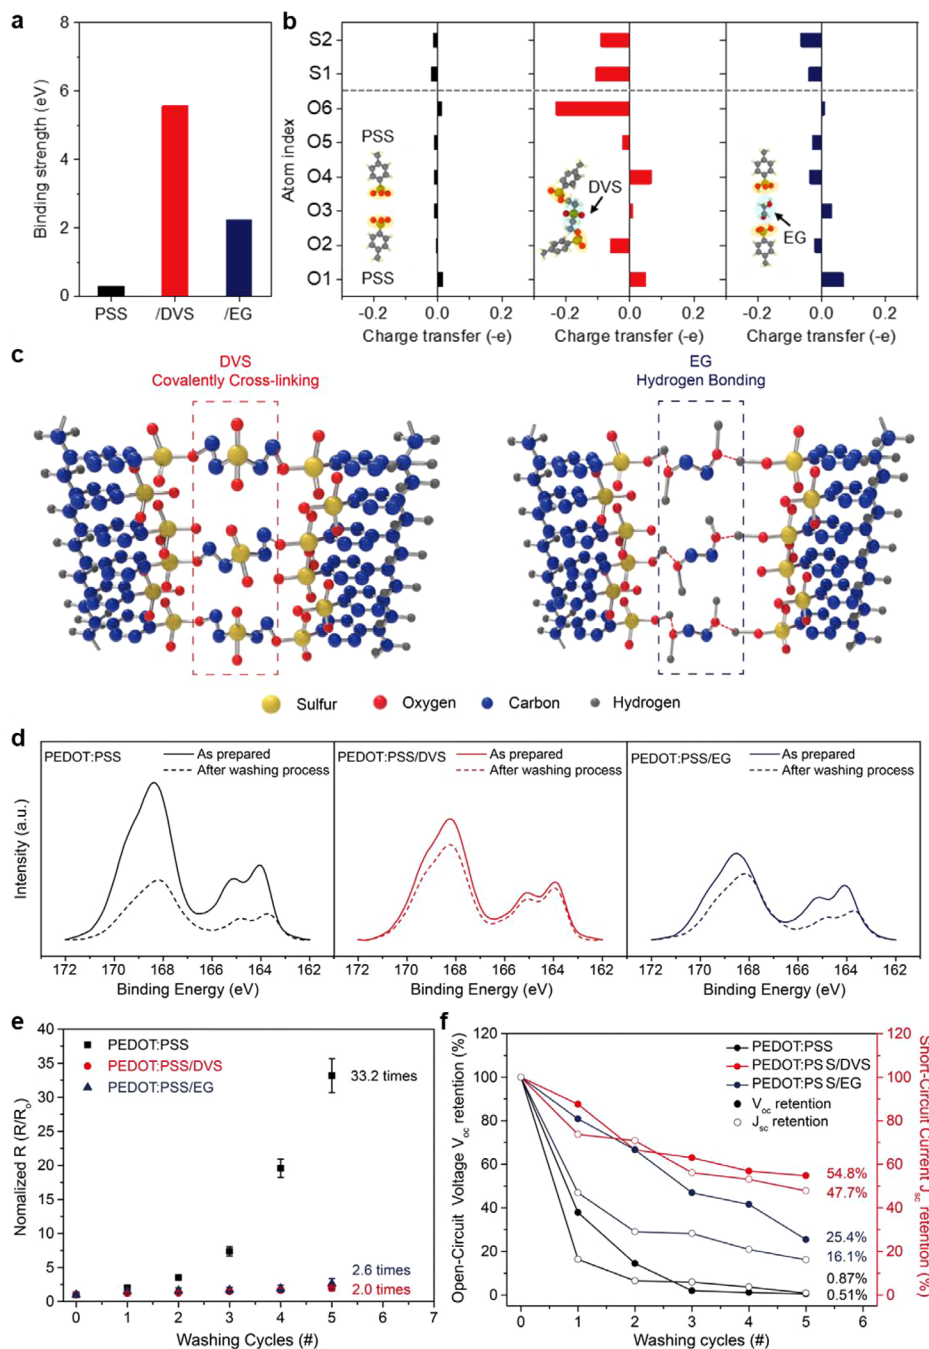 a
Binding strength (eV)
8
6
4
2
0
PSS
/DVS
/EG
b
Atom index
S2
S1
O6
O5
O4
O3
O2
O1
PSS
PSS
DVS
EG
-0.2 0.0 0.2
-0.2 0.0 0.2
-0.2 0.0 0.2
Charge transfer (-e)
Charge transfer (-e)
Charge transfer (-e)
c
DVS
Covalently Cross-linking
EG
Hydrogen Bonding
Sulfur
Oxygen
Carbon
Hydrogen
d
Intensity (a.u.)
PEDOT:PSS
As prepared
After washing process
PEDOT:PSS/DVS
As prepared
After washing process
PEDOT:PSS/EG
As prepared
After washing process
172 170 168 166 164 162
172 170 168 166 164 162
172 170 168 166 164 162
Binding Energy (eV)
Binding Energy (eV)
Binding Energy (eV)
e
Nomalized R (R/R₀)
40
35
30
25
20
15
10
5
0
PEDOT:PSS
PEDOT:PSS/DVS
PEDOT:PSS/EG
33.2 times
2.6 times
2.0 times
0 1 2 3 4 5 6 7
Washing Cycles (#)
f
Open-Circuit Voltage Voc retention (%)
120
100
80
60
40
20
0
PEDOT:PSS
PEDOT:PSS/DVS
PEDOT:PSS/EG
Voc retention
Jsc retention
54.8%
47.7%
25.4%
16.1%
0.87%
0.51%
0 1 2 3 4 5 6
Washing cycles (#)
120
100
80
60
40
20
0
Short-Circuit Current Jsc retention (%)